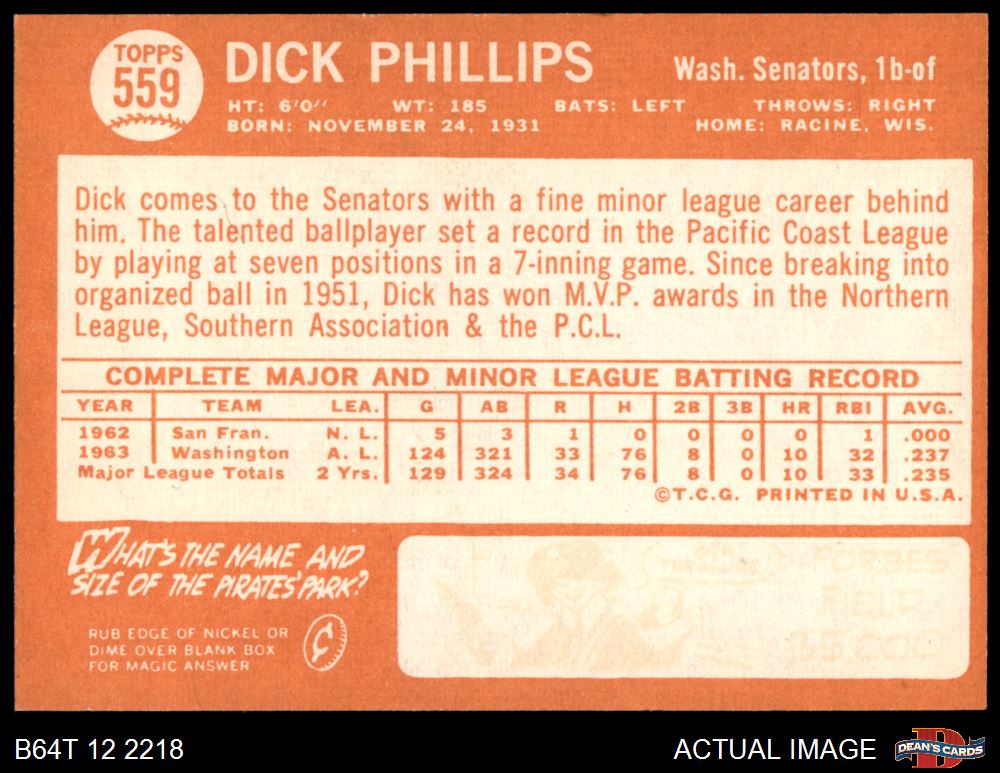 TOPPS
559
DICK PHILLIPS
Wash. Senators, 1b-of
HT: 6'0" WT: 185 BATS: LEFT THROWS: RIGHT
BORN: NOVEMBER 24, 1931 HOME: RACINE, WIS.
Dick comes to the Senators with a fine minor league career behind
him. The talented ballplayer set a record in the Pacific Coast League
by playing at seven positions in a 7-inning game. Since breaking into
organized ball in 1951, Dick has won M.V.P. awards in the Northern
League, Southern Association & the P.C.L.
COMPLETE MAJOR AND MINOR LEAGUE BATTING RECORD
YEAR TEAM LEA. G AB R H 2B 3B HR RBI AVG.
1962 San Fran. N. L. 5 3 1 0 0 0 0 1 .000
1963 Washington A. L. 124 321 33 76 8 0 10 32 .237
Major League Totals 2 Yrs. 129 324 34 76 8 0 10 33 .235
©T.C.G. PRINTED IN U.S.A.
WHAT'S THE NAME AND
SIZE OF THE PIRATES' PARK?
RUB EDGE OF NICKEL OR
DIME OVER BLANK BOX
FOR MAGIC ANSWER
FORBES
FIELD
B64T 12 2218
ACTUAL IMAGE
DEAN'S CARDS